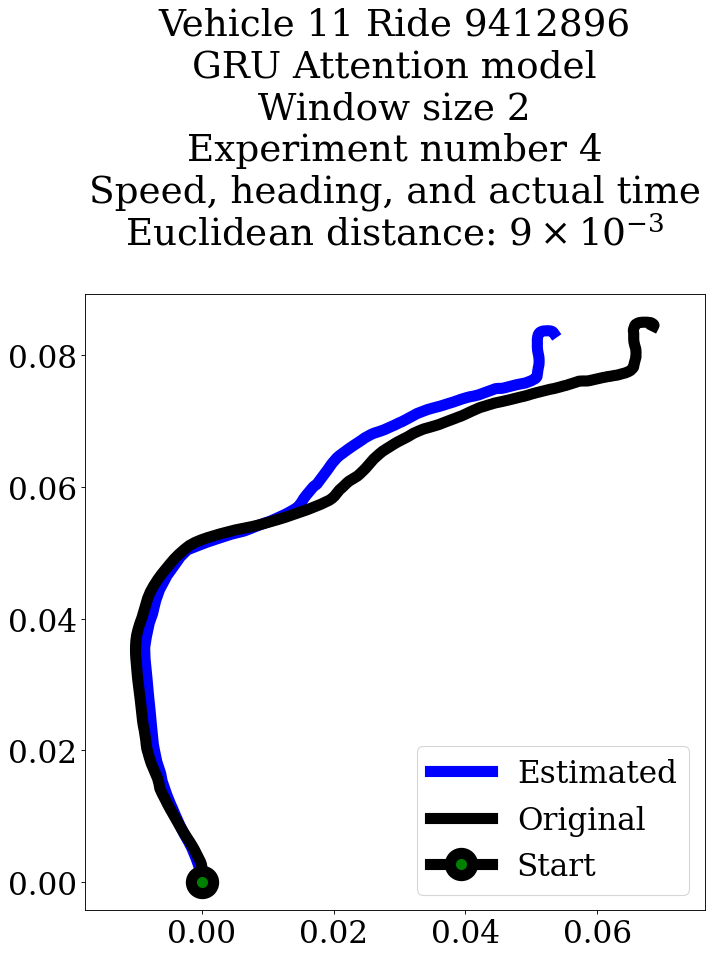 Vehicle 11 Ride 9412896
GRU Attention model
Window size 2
Experiment number 4
Speed, heading, and actual time
Euclidean distance: 9 × 10⁻³
0.08
0.06
0.04
0.02
0.00
0.00 0.02 0.04 0.06
Estimated
Original
Start